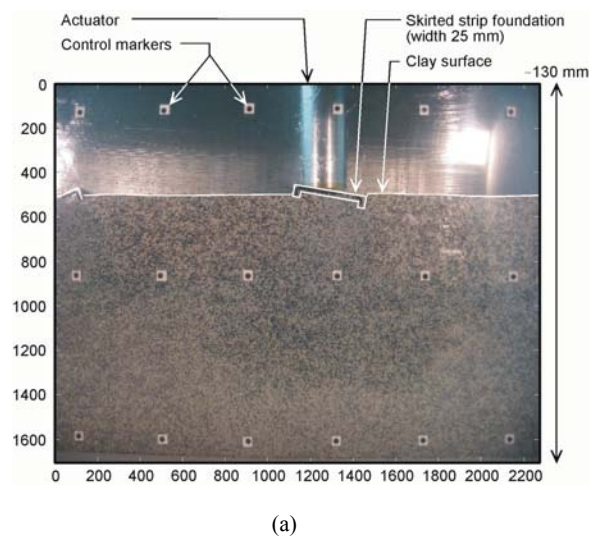 Actuator
Control markers
Skirted strip foundation
(width 25 mm)
Clay surface
~130 mm
0
200
400
600
800
1000
1200
1400
1600
0 200 400 600 800 1000 1200 1400 1600 1800 2000 2200
(a)